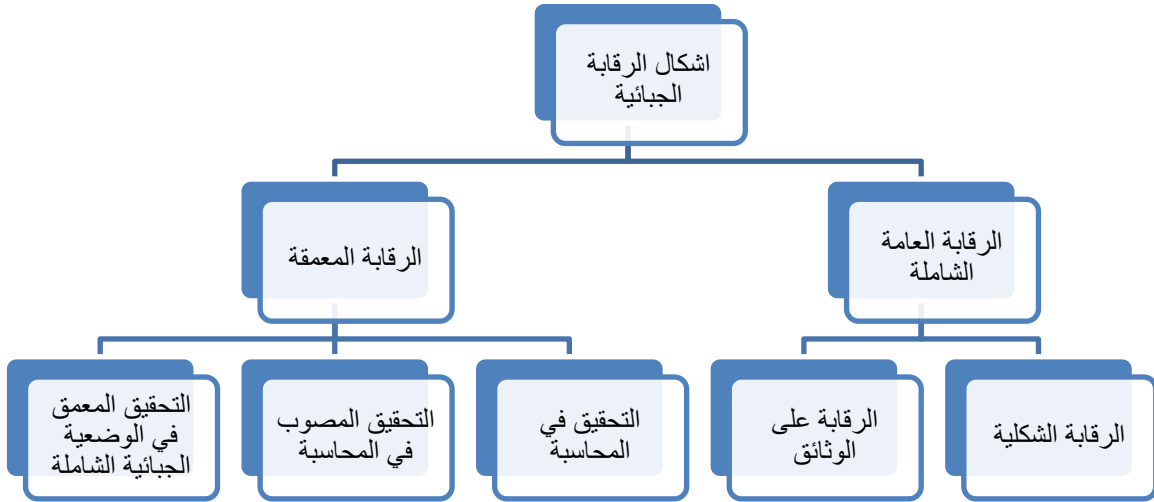 اشكال الرقابة
الجبائية
الرقابة العامة
الشاملة
الرقابة المعمقة
الرقابة الشكلية
الرقابة على
الوثائق
التحقيق في
المحاسبة
التحقيق المصوب
في المحاسبة
التحقيق المعمق
في الوضعية
الجبائية الشاملة